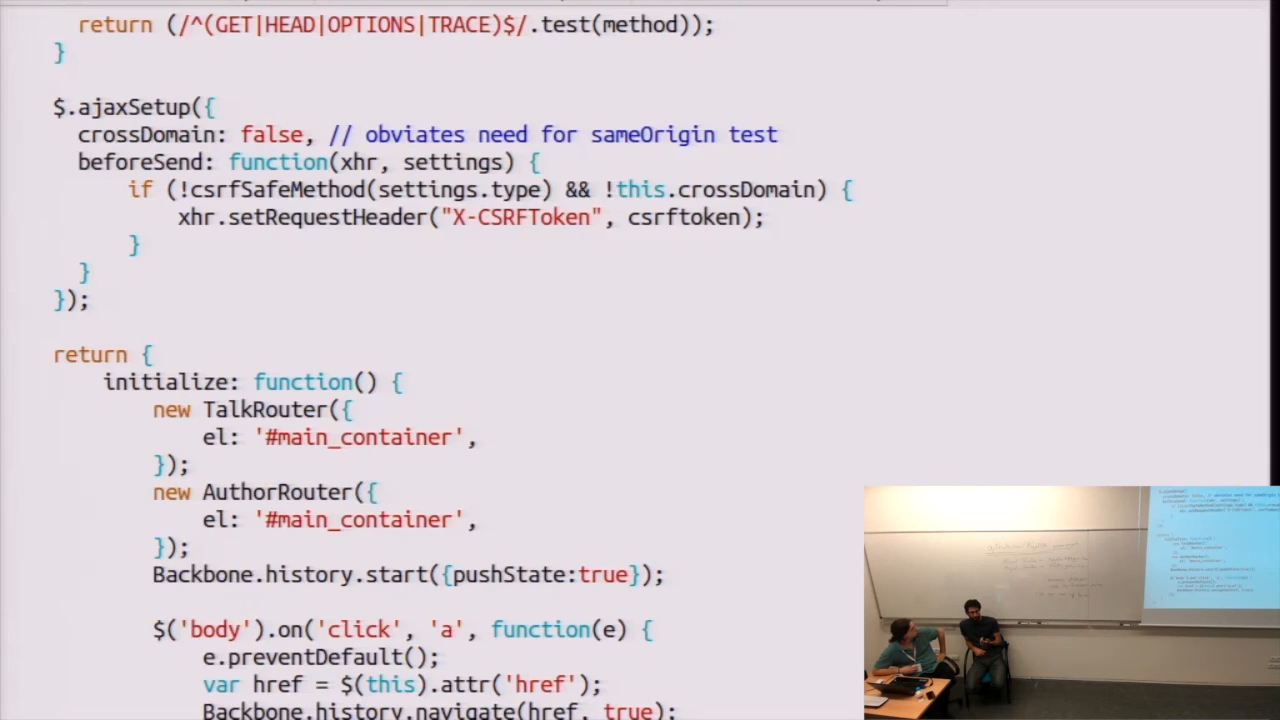 return (/^(GET|HEAD|OPTIONS|TRACE)$/.test(method));
}
$.ajaxSetup({
crossDomain: false, // obviates need for sameOrigin test
beforeSend: function(xhr, settings) {
if (!csrfSafeMethod(settings.type) && !this.crossDomain) {
xhr.setRequestHeader("X-CSRFToken", csrftoken);
}
}
});
return {
initialize: function() {
new TalkRouter({
el: '#main_container',
});
new AuthorRouter({
el: '#main_container',
});
Backbone.history.start({pushState:true});
$('body').on('click', 'a', function(e) {
e.preventDefault();
var href = $(this).attr('href');
Backbone.history.navigate(href, true);